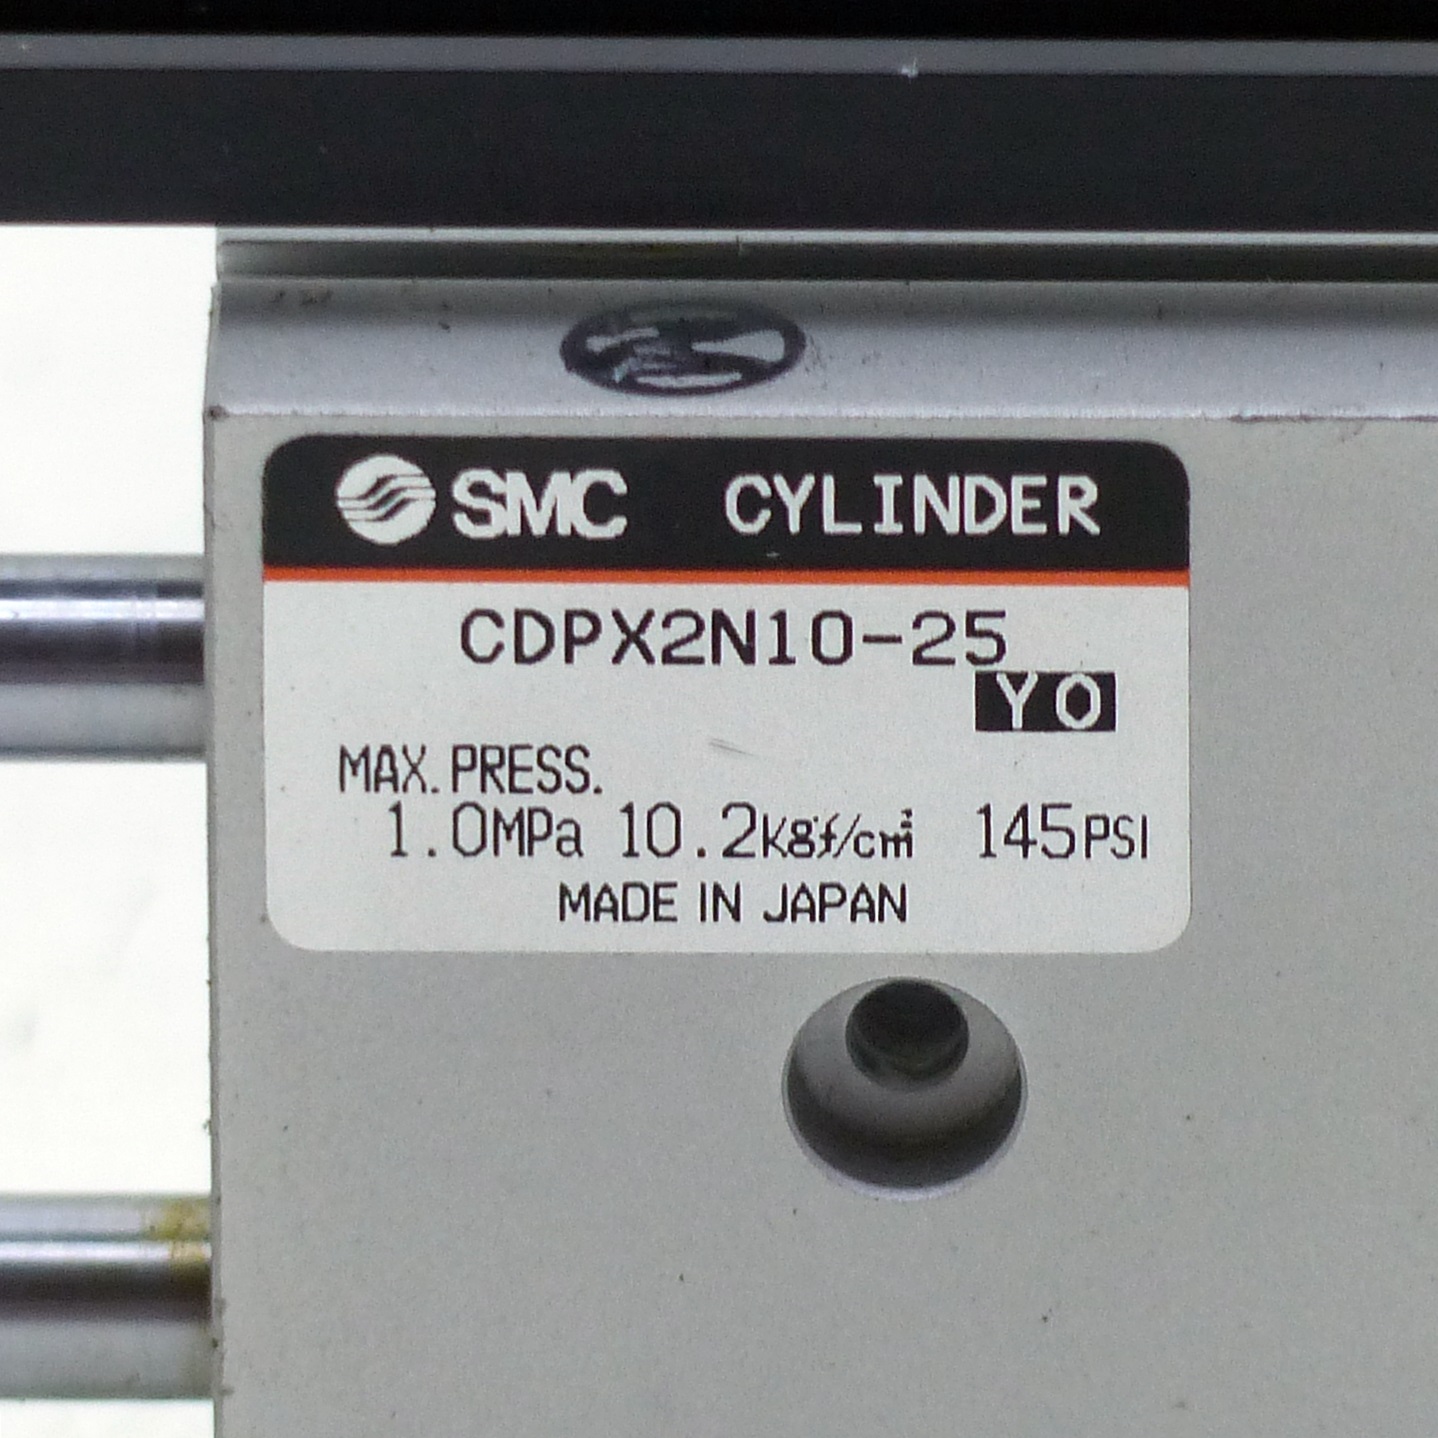 SMC CYLINDER
CDPX2N10-25
YO
MAX. PRESS.
1.0MPa 10.2kgf/cm² 145PSI
MADE IN JAPAN